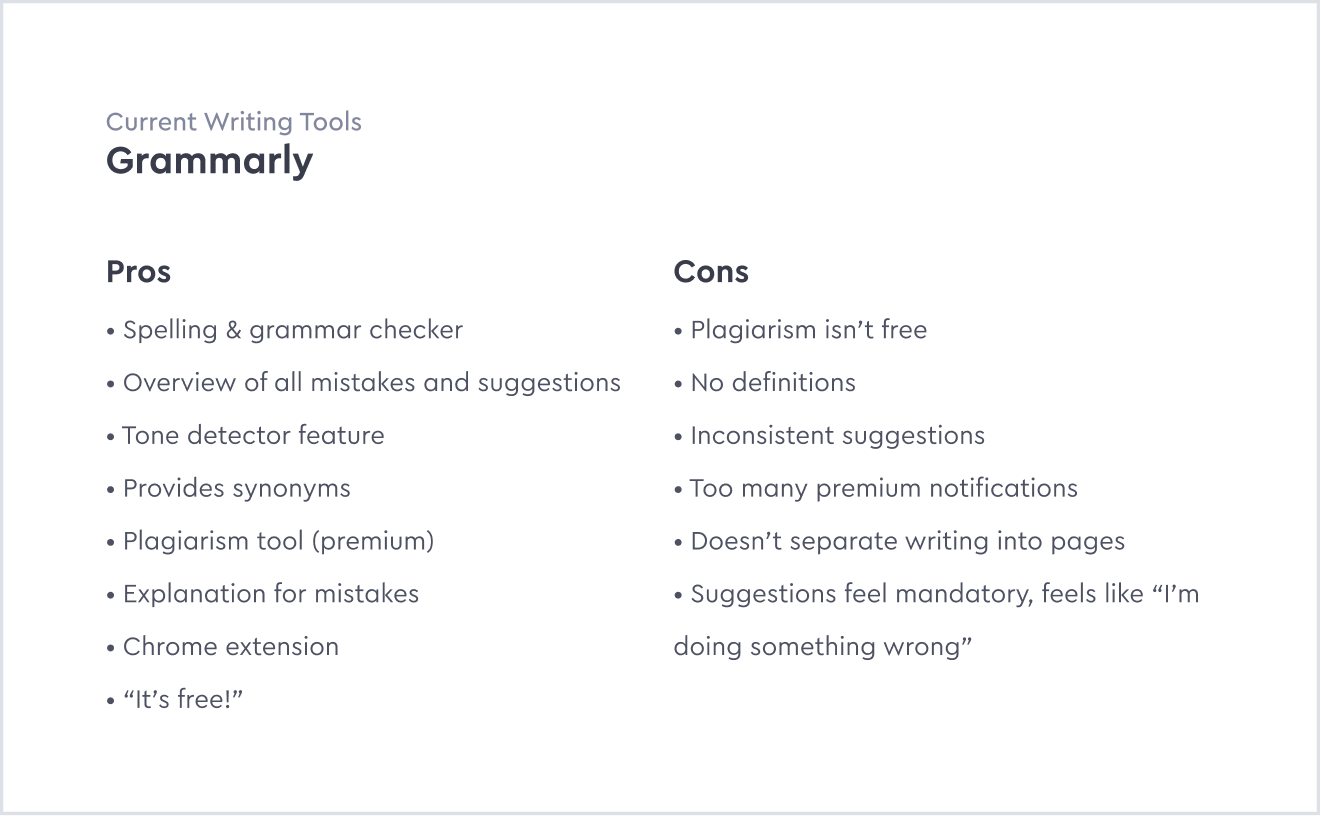 Current Writing Tools
Grammarly
Pros
• Spelling & grammar checker
• Overview of all mistakes and suggestions
• Tone detector feature
• Provides synonyms
• Plagiarism tool (premium)
• Explanation for mistakes
• Chrome extension
• “It’s free!”
Cons
• Plagiarism isn’t free
• No definitions
• Inconsistent suggestions
• Too many premium notifications
• Doesn’t separate writing into pages
• Suggestions feel mandatory, feels like “I’m
doing something wrong”